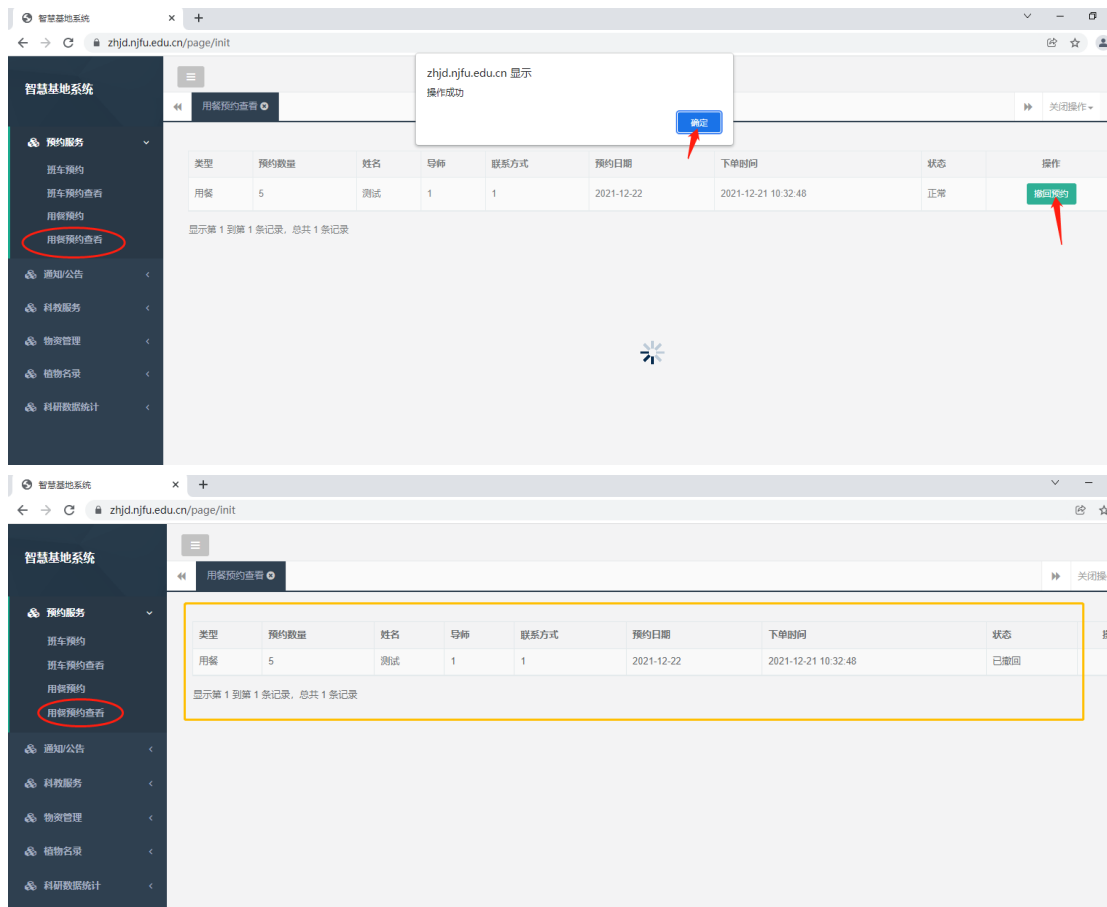 智慧基地系统
zhjd.njfu.edu.cn/page/init
智慧基地系统
zhjd.njfu.edu.cn 显示
操作成功
确定
用餐预约查看
关闭操作
预约服务
班车预约
班车预约查看
用餐预约
用餐预约查看
通知/公告
科教服务
物资管理
植物名录
科研数据统计
类型 预约数量 姓名 导师 联系方式 预约日期 下单时间 状态 操作
用餐 5 测试 1 1 2021-12-22 2021-12-21 10:32:48 正常 撤回预约
显示第 1 到第 1 条记录，总共 1 条记录
智慧基地系统
zhjd.njfu.edu.cn/page/init
智慧基地系统
用餐预约查看
关闭操
预约服务
班车预约
班车预约查看
用餐预约
用餐预约查看
通知/公告
科教服务
物资管理
植物名录
科研数据统计
类型 预约数量 姓名 导师 联系方式 预约日期 下单时间 状态
用餐 5 测试 1 1 2021-12-22 2021-12-21 10:32:48 已撤回
显示第 1 到第 1 条记录，总共 1 条记录